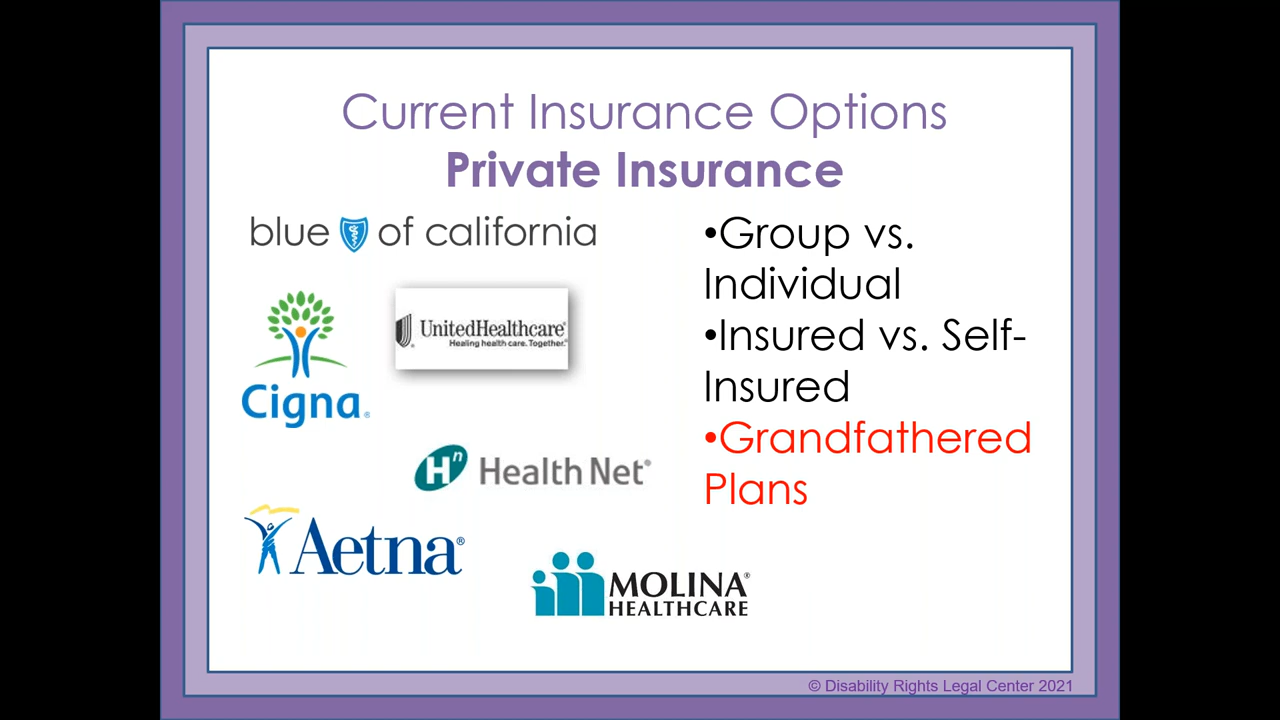 Current Insurance Options
Private Insurance
blue of california
UnitedHealthcare®
Healing health care. Together.®
Cigna®
Hn Health Net®
Aetna®
MOLINA®
HEALTHCARE
•Group vs.
Individual
•Insured vs. Self-
Insured
•Grandfathered
Plans
© Disability Rights Legal Center 2021